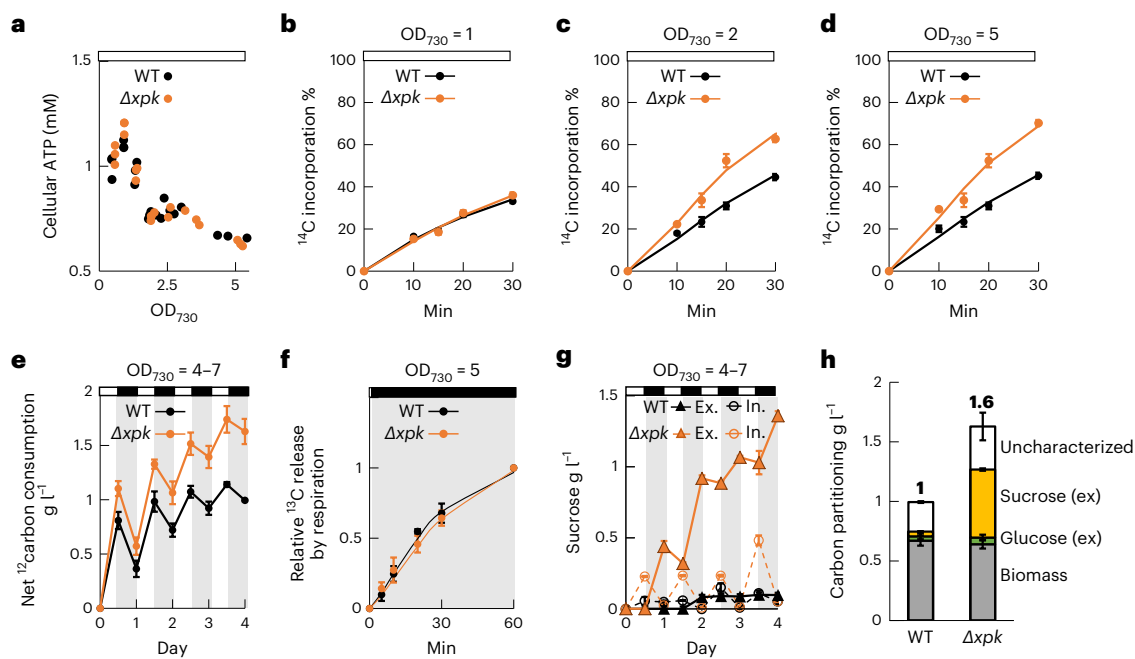 a
1.5
1
0.5
Cellular ATP (mM)
WT
Δxpk
0
2.5
5
OD730
b
OD730 = 1
100
80
60
40
20
0
14C incorporation %
WT
Δxpk
0
10
20
30
Min
c
OD730 = 2
100
80
60
40
20
0
14C incorporation %
WT
Δxpk
0
10
20
30
Min
d
OD730 = 5
100
80
60
40
20
0
14C incorporation %
WT
Δxpk
0
10
20
30
Min
e
OD730 = 4–7
2
1.5
1
0.5
0
Net 12carbon consumption
g l−1
WT
Δxpk
0
1
2
3
4
Day
f
OD730 = 5
1
0.5
0
Relative 13C release
by respiration
WT
Δxpk
0
30
60
Min
g
OD730 = 4–7
1.5
1
0.5
0
Sucrose g l−1
WT Ex. In.
Δxpk Ex. In.
0
1
2
3
4
Day
h
2
1.5
1
0.5
0
Carbon partitioning g l−1
1
1.6
Uncharacterized
Sucrose (ex)
Glucose (ex)
Biomass
WT
Δxpk